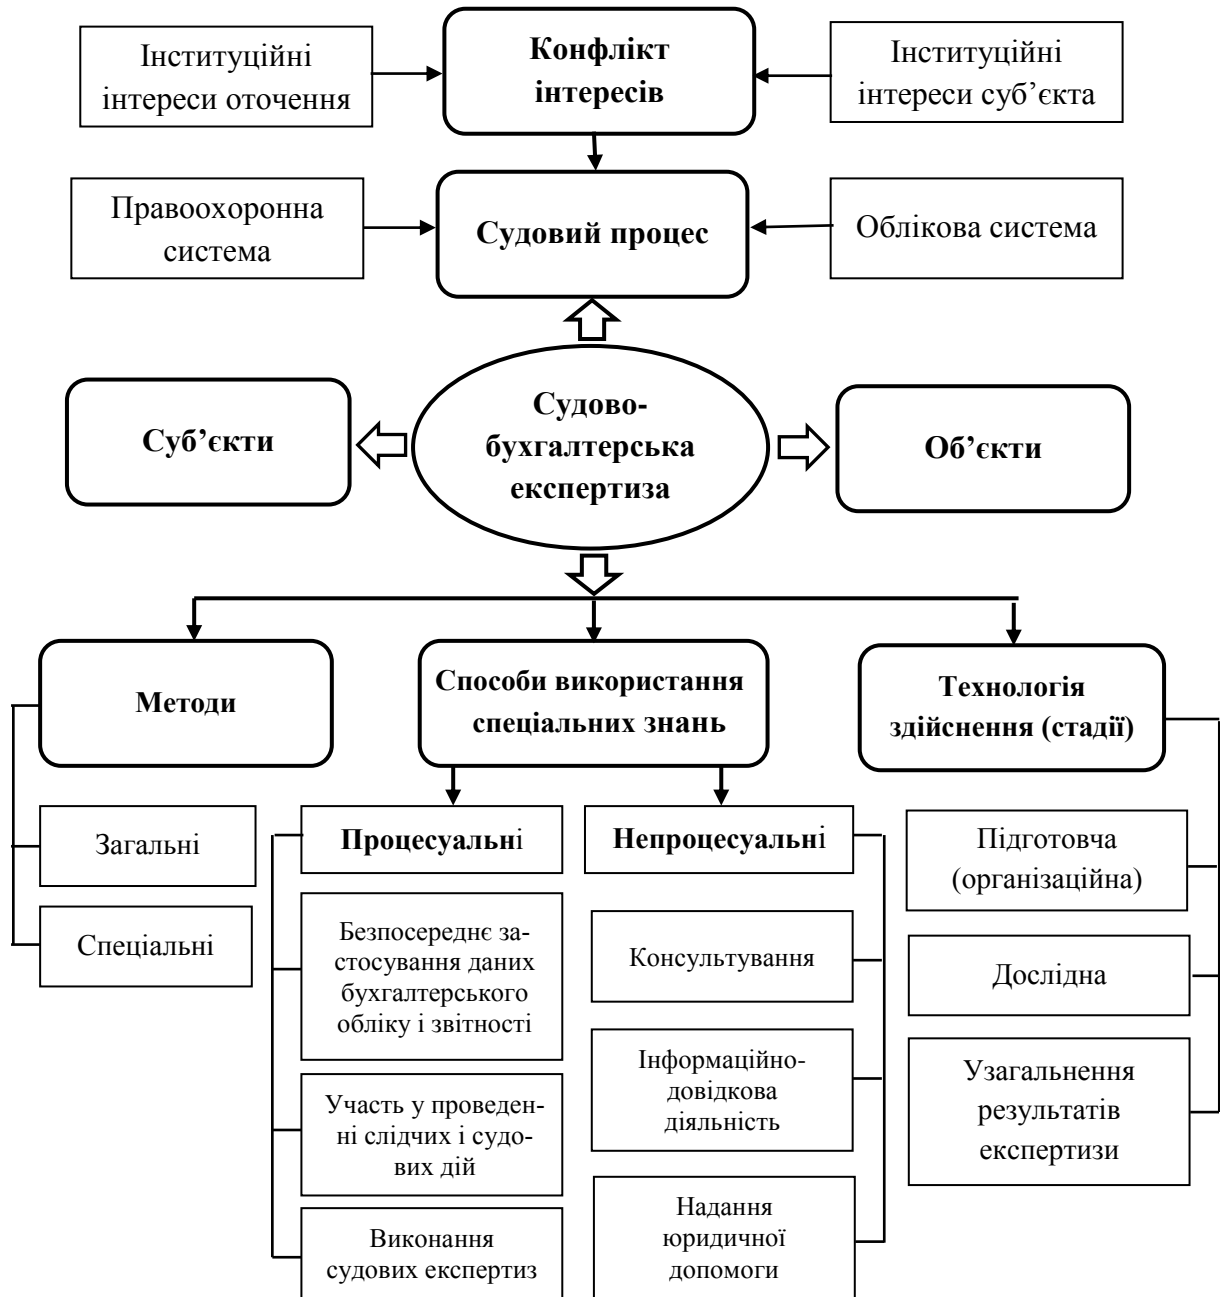 Інституційні
інтереси оточення
Конфлікт
інтересів
Інституційні
інтереси суб’єкта
Правоохоронна
система
Судовий процес
Облікова система
Суб’єкти
Судово-
бухгалтерська
експертиза
Об’єкти
Методи
Способи використання
спеціальних знань
Технологія
здійснення (стадії)
Загальні
Спеціальні
Процесуальні
Безпосереднє за-
стосування даних
бухгалтерського
обліку і звітності
Участь у проведен-
ні слідчих і судо-
вих дій
Виконання
судових експертиз
Непроцесуальні
Консультування
Інформаційно-
довідкова
діяльність
Надання
юридичної
допомоги
Підготовча
(організаційна)
Дослідна
Узагальнення
результатів
експертизи